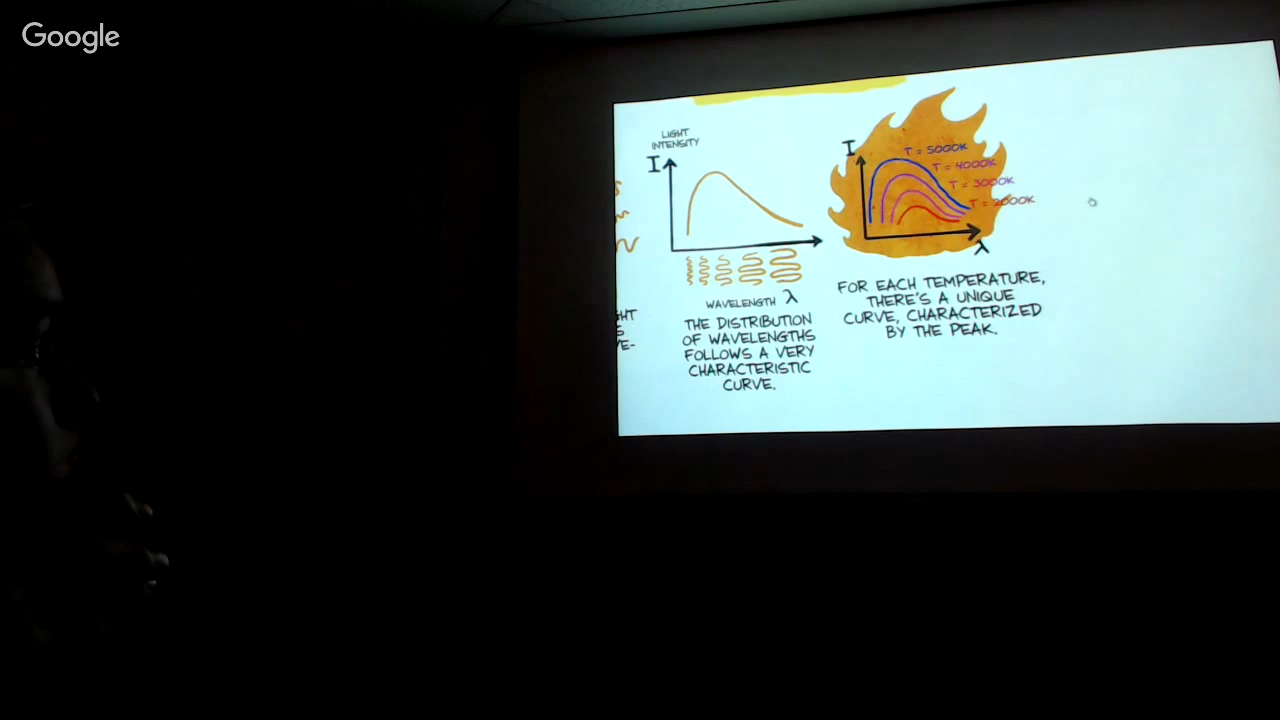 Google
LIGHT
INTENSITY
I
WAVELENGTH λ
THE DISTRIBUTION
OF WAVELENGTHS
FOLLOWS A VERY
CHARACTERISTIC
CURVE.
I
T = 5000K
T = 4000K
T = 3000K
T = 2000K
λ
FOR EACH TEMPERATURE,
THERE'S A UNIQUE
CURVE, CHARACTERIZED
BY THE PEAK.